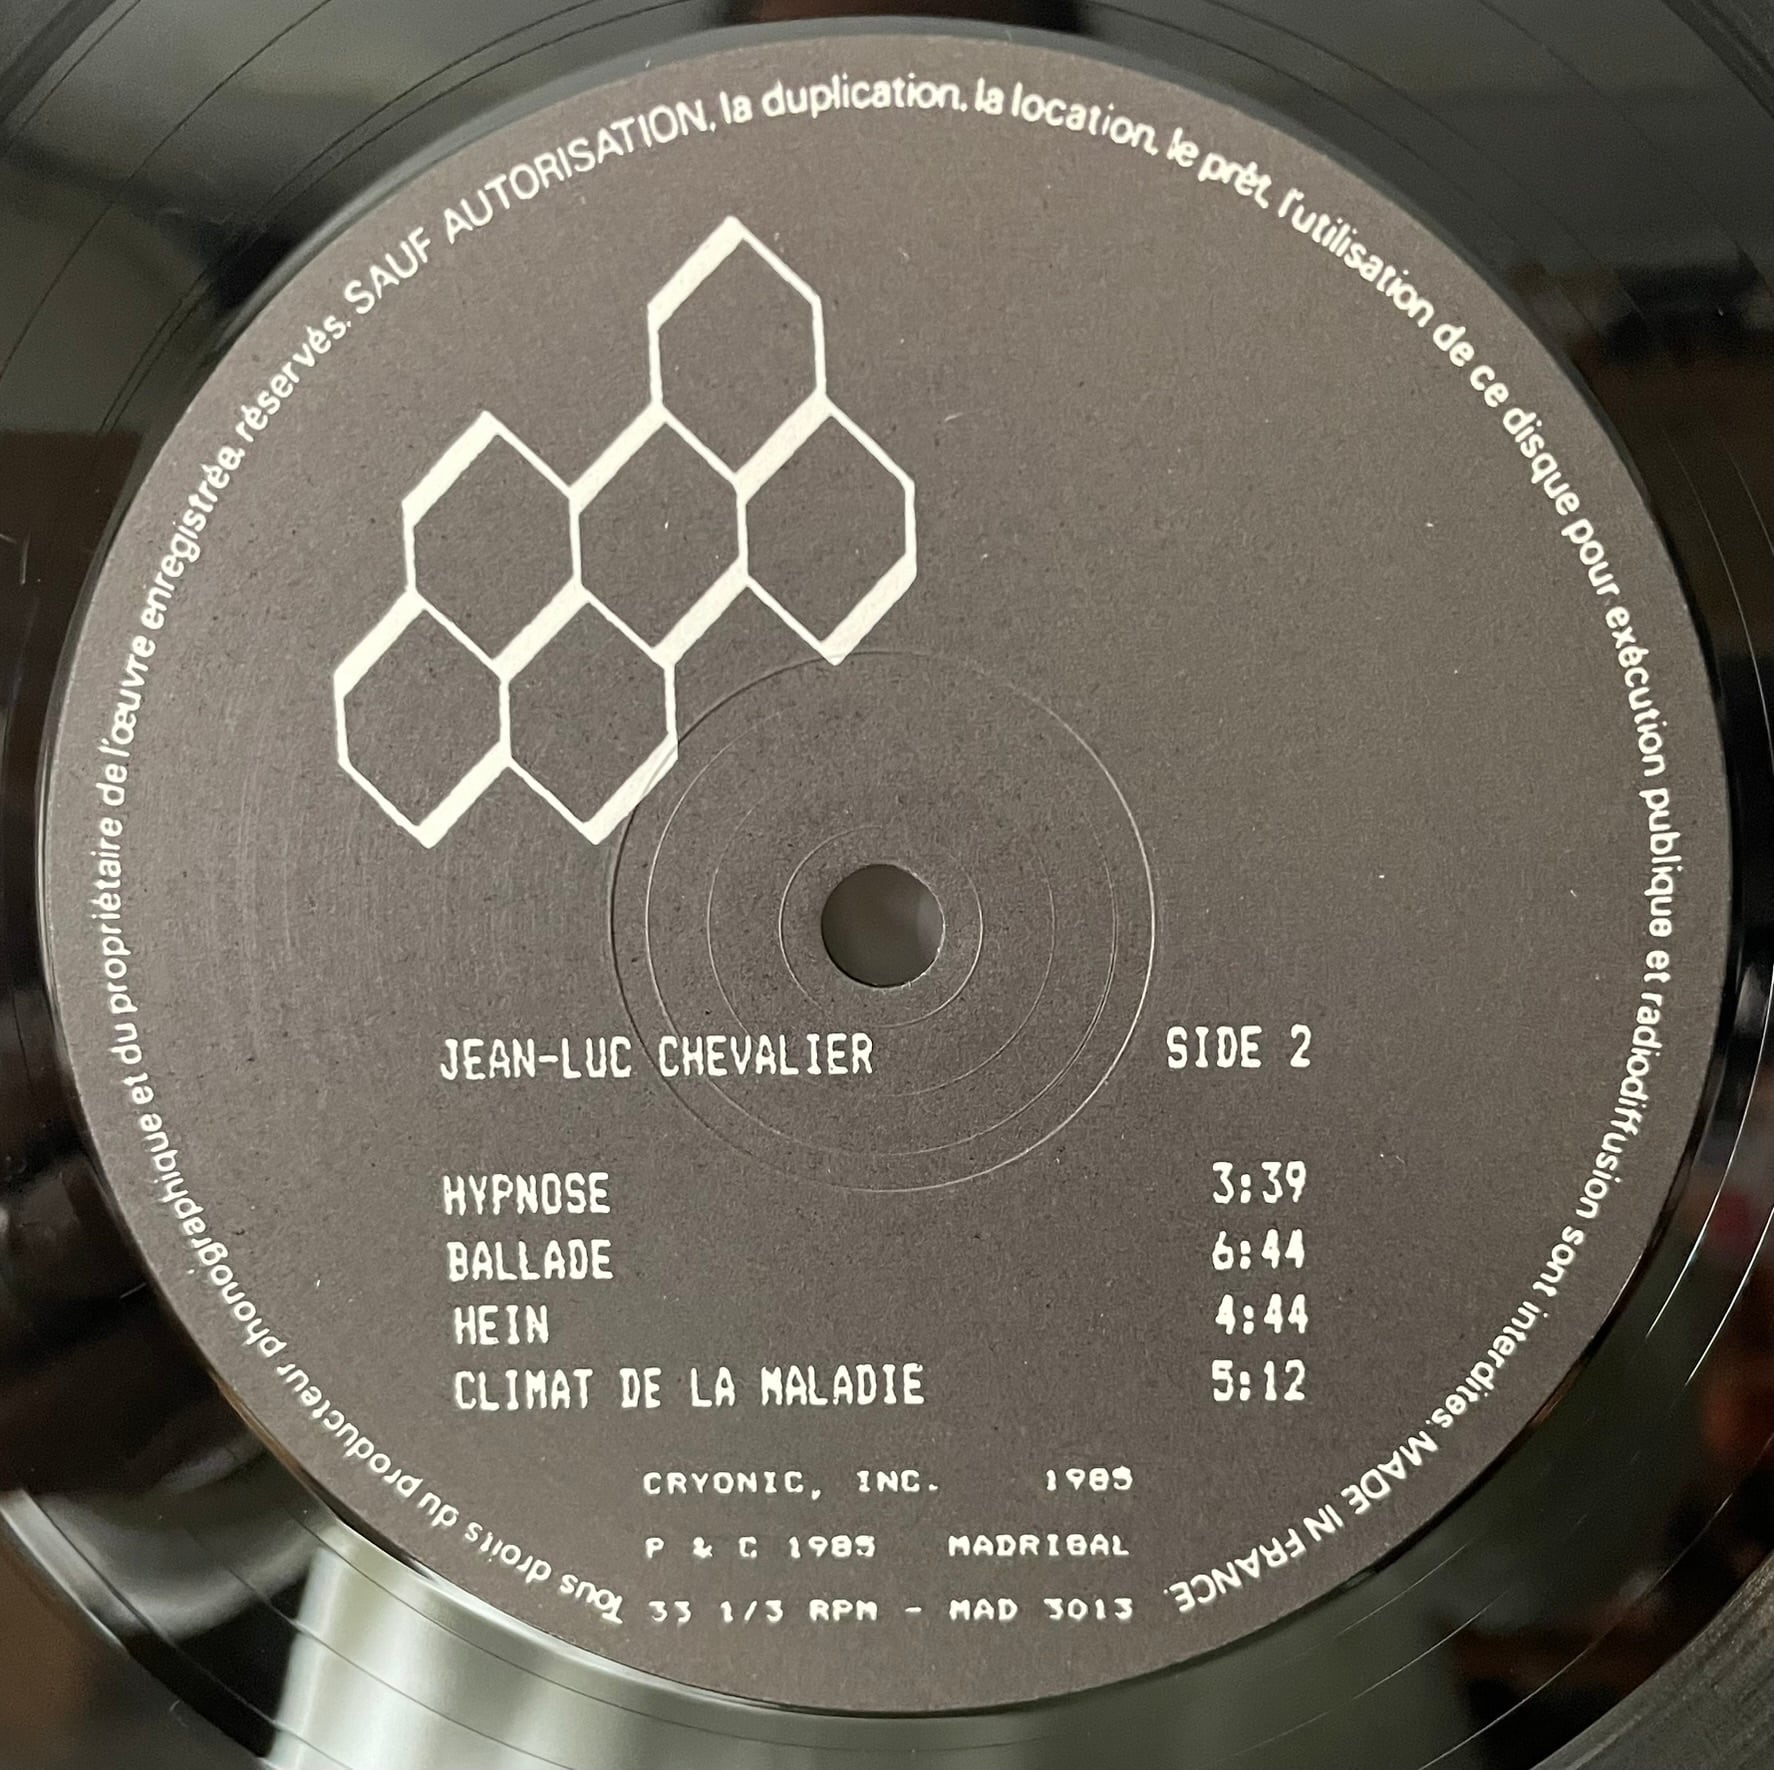 Tous droits du producteur phonographique et du propriétaire de l'œuvre enregistrée, réservés. SAUF AUTORISATION, la duplication, la location, le prêt, l'utilisation de ce disque pour exécution publique et radiodiffusion sont interdites. MADE IN FRANCE.
JEAN-LUC CHEVALIER SIDE 2
HYPNOSE 3:39
BALLADE 6:44
HEIN 4:44
CLIMAT DE LA MALADIE 5:12
CRYONIC, INC. 1985
P & C 1985 MADRIGAL
33 1/3 RPM - MAD 3013